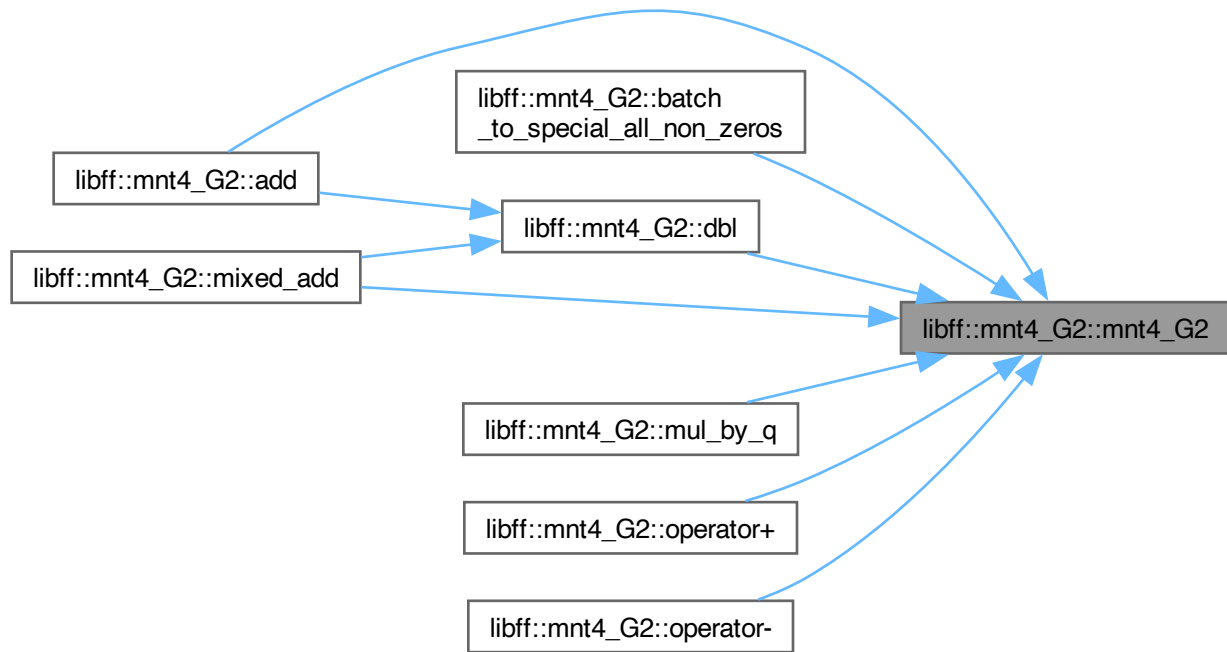 libff::mnt4_G2::batch
_to_special_all_non_zeros
libff::mnt4_G2::add
libff::mnt4_G2::dbl
libff::mnt4_G2::mixed_add
libff::mnt4_G2::mnt4_G2
libff::mnt4_G2::mul_by_q
libff::mnt4_G2::operator+
libff::mnt4_G2::operator-